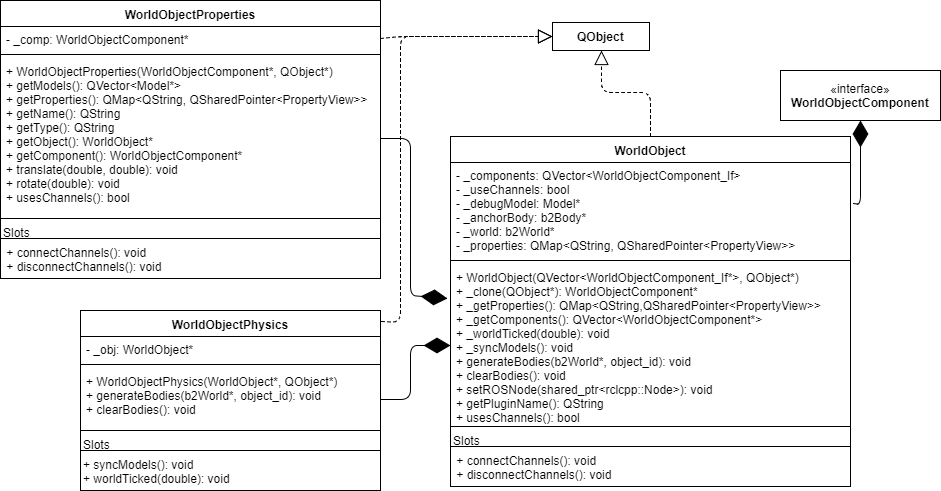 WorldObjectProperties
- _comp: WorldObjectComponent*
+ WorldObjectProperties(WorldObjectComponent*, QObject*)
+ getModels(): QVector<Model*>
+ getProperties(): QMap<QString, QSharedPointer<PropertyView>>
+ getName(): QString
+ getType(): QString
+ getObject(): WorldObject*
+ getComponent(): WorldObjectComponent*
+ translate(double, double): void
+ rotate(double): void
+ usesChannels(): bool
Slots
+ connectChannels(): void
+ disconnectChannels(): void
QObject
«interface»
WorldObjectComponent
WorldObject
- _components: QVector<WorldObjectComponent_If>
- _useChannels: bool
- _debugModel: Model*
- _anchorBody: b2Body*
- _world: b2World*
- _properties: QMap<QString, QSharedPointer<PropertyView>>
+ WorldObject(QVector<WorldObjectComponent_If*>, QObject*)
+ _clone(QObject*): WorldObjectComponent*
+ _getProperties(): QMap<QString,QSharedPointer<PropertyView>>
+ _getComponents(): QVector<WorldObjectComponent*>
+ _worldTicked(double): void
+ _syncModels(): void
+ generateBodies(b2World*, object_id): void
+ clearBodies(): void
+ setROSNode(shared_ptr<rclcpp::Node>): void
+ getPluginName(): QString
+ usesChannels(): bool
Slots
+ connectChannels(): void
+ disconnectChannels(): void
WorldObjectPhysics
- _obj: WorldObject*
+ WorldObjectPhysics(WorldObject*, QObject*)
+ generateBodies(b2World*, object_id): void
+ clearBodies(): void
Slots
+ syncModels(): void
+ worldTicked(double): void